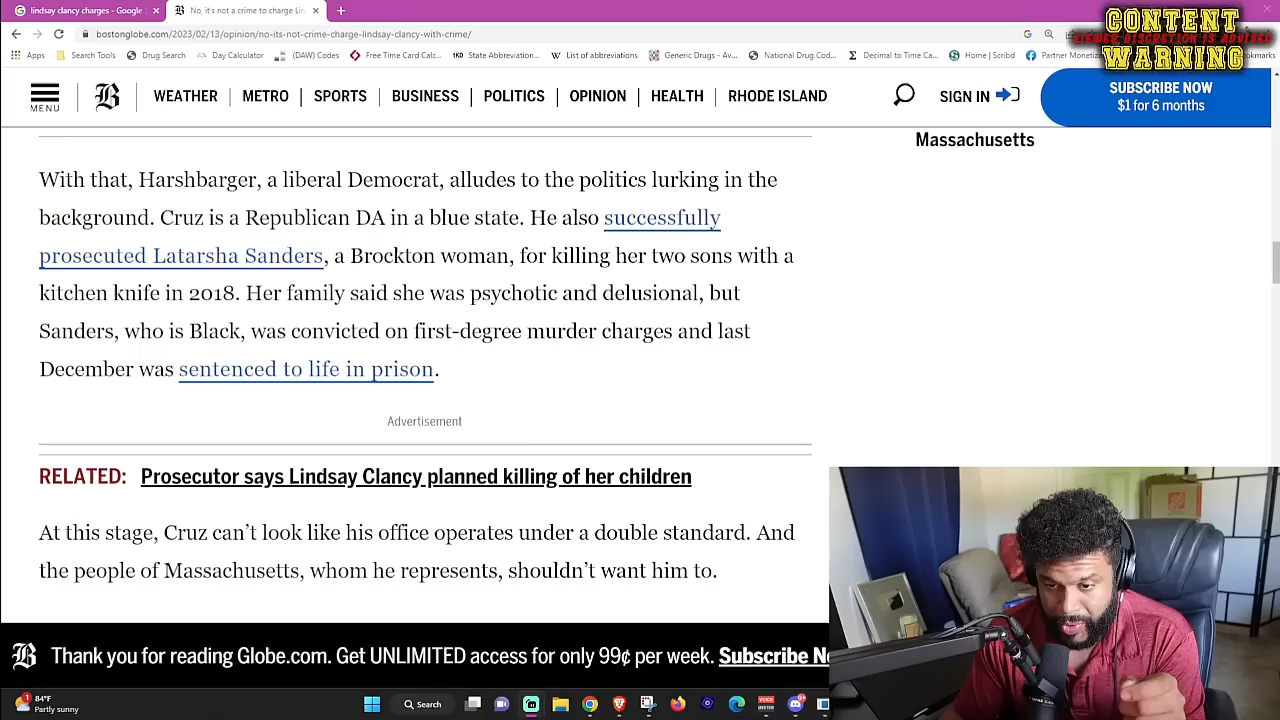 lindsay clancy charges - Google
No, it's not a crime to charge Lin
CONTENT
VIEWER DISCRETION IS ADVISED
WARNING
bostonglobe.com/2023/02/13/opinion/no-its-not-crime-charge-lindsay-clancy-with-crime/
Apps
Search Tools
Drug Search
Day Calculator
(DAW) Codes
Free Time Card Calc...
State Abbreviation...
List of abbreviations
Generic Drugs - Av...
National Drug Cod...
Decimal to Time Ca...
Home | Scribd
Partner Monetiz
MENU
B
WEATHER
METRO
SPORTS
BUSINESS
POLITICS
OPINION
HEALTH
RHODE ISLAND
SIGN IN
SUBSCRIBE NOW
$1 for 6 months
Massachusetts
With that, Harshbarger, a liberal Democrat, alludes to the politics lurking in the
background. Cruz is a Republican DA in a blue state. He also successfully
prosecuted Latarsha Sanders, a Brockton woman, for killing her two sons with a
kitchen knife in 2018. Her family said she was psychotic and delusional, but
Sanders, who is Black, was convicted on first-degree murder charges and last
December was sentenced to life in prison.
Advertisement
RELATED: Prosecutor says Lindsay Clancy planned killing of her children
At this stage, Cruz can't look like his office operates under a double standard. And
the people of Massachusetts, whom he represents, shouldn't want him to.
B Thank you for reading Globe.com. Get UNLIMITED access for only 99¢ per week. Subscribe N
84°F
Partly sunny
Search